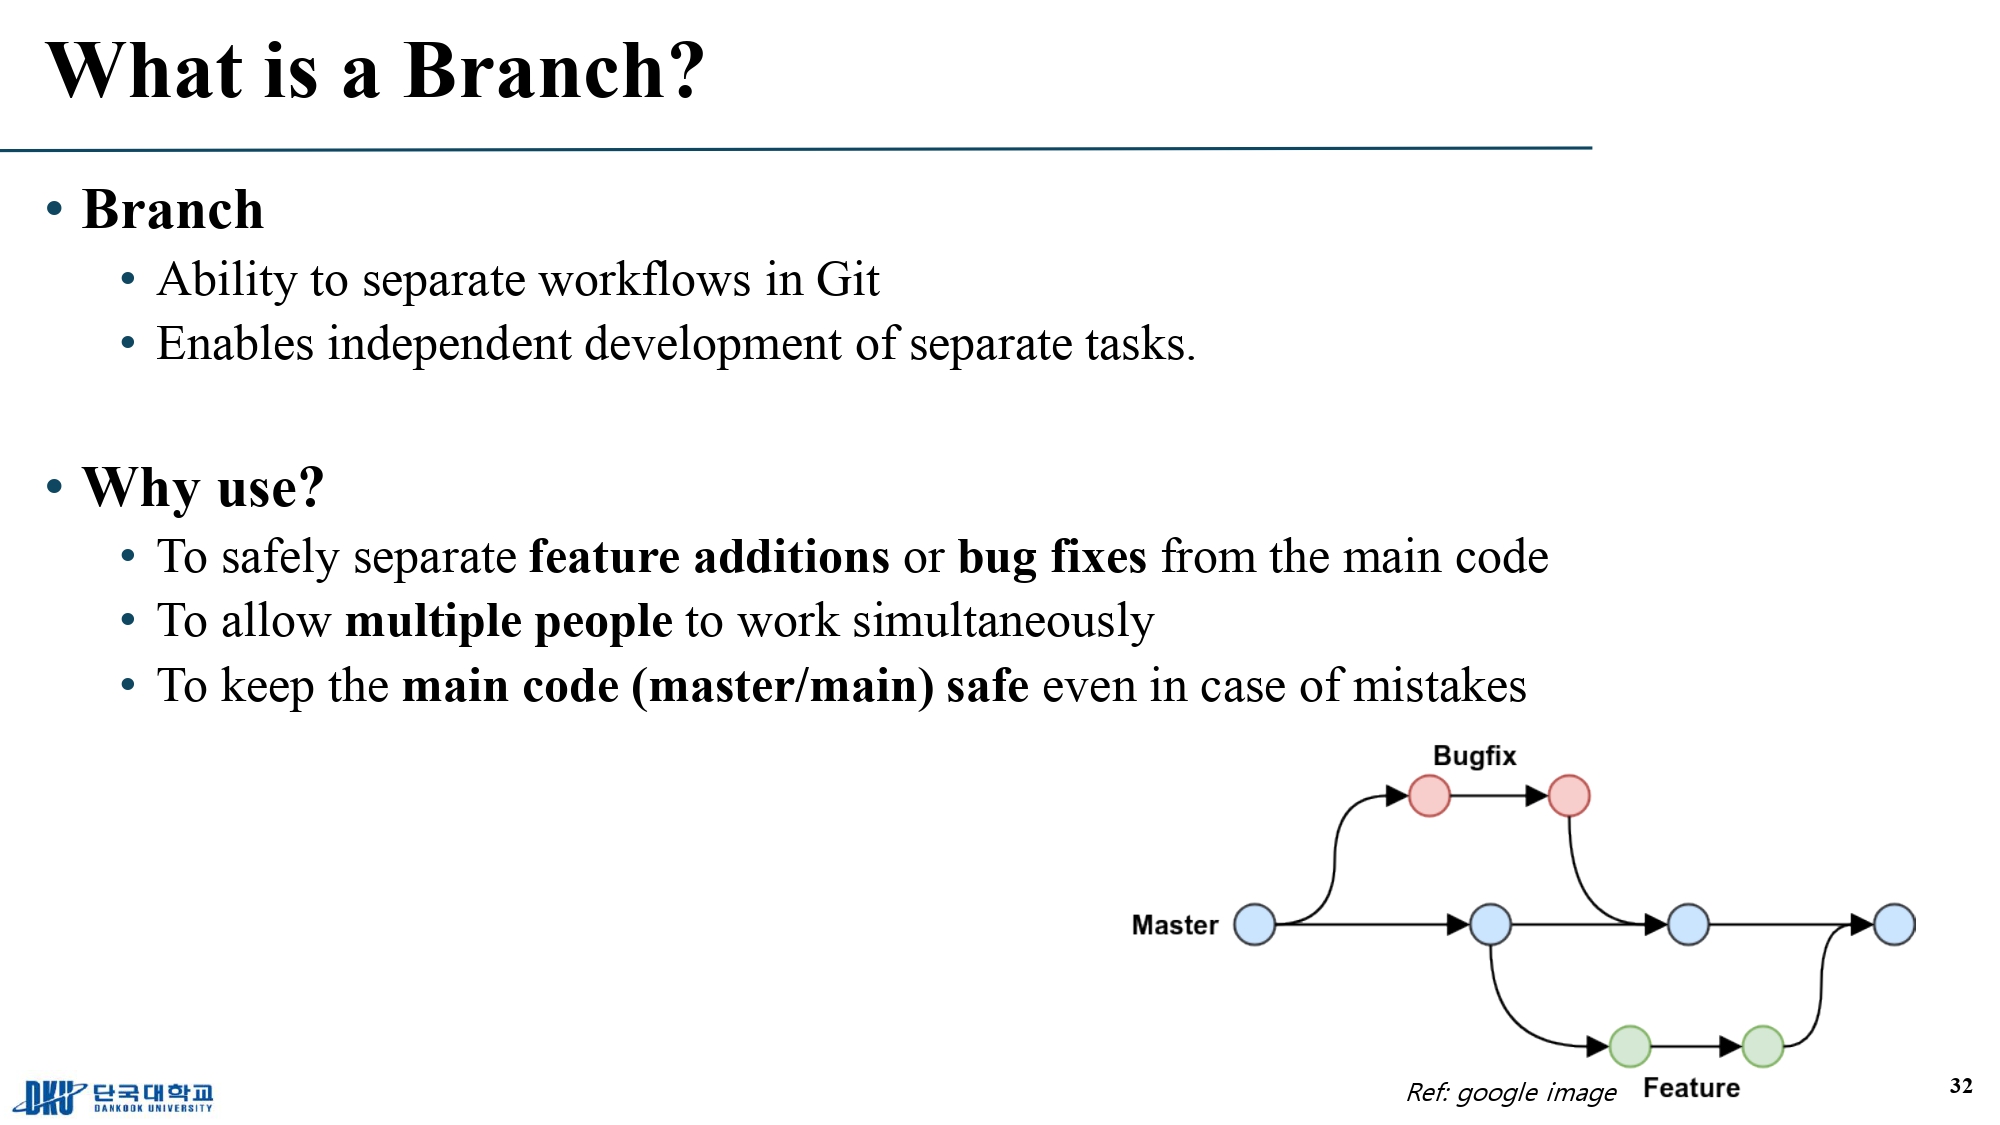 What is a Branch?
• Branch
• Ability to separate workflows in Git
• Enables independent development of separate tasks.
• Why use?
• To safely separate feature additions or bug fixes from the main code
• To allow multiple people to work simultaneously
• To keep the main code (master/main) safe even in case of mistakes
Bugfix
Master
Feature
Ref: google image
DKU 단국대학교
DANKOOK UNIVERSITY
32